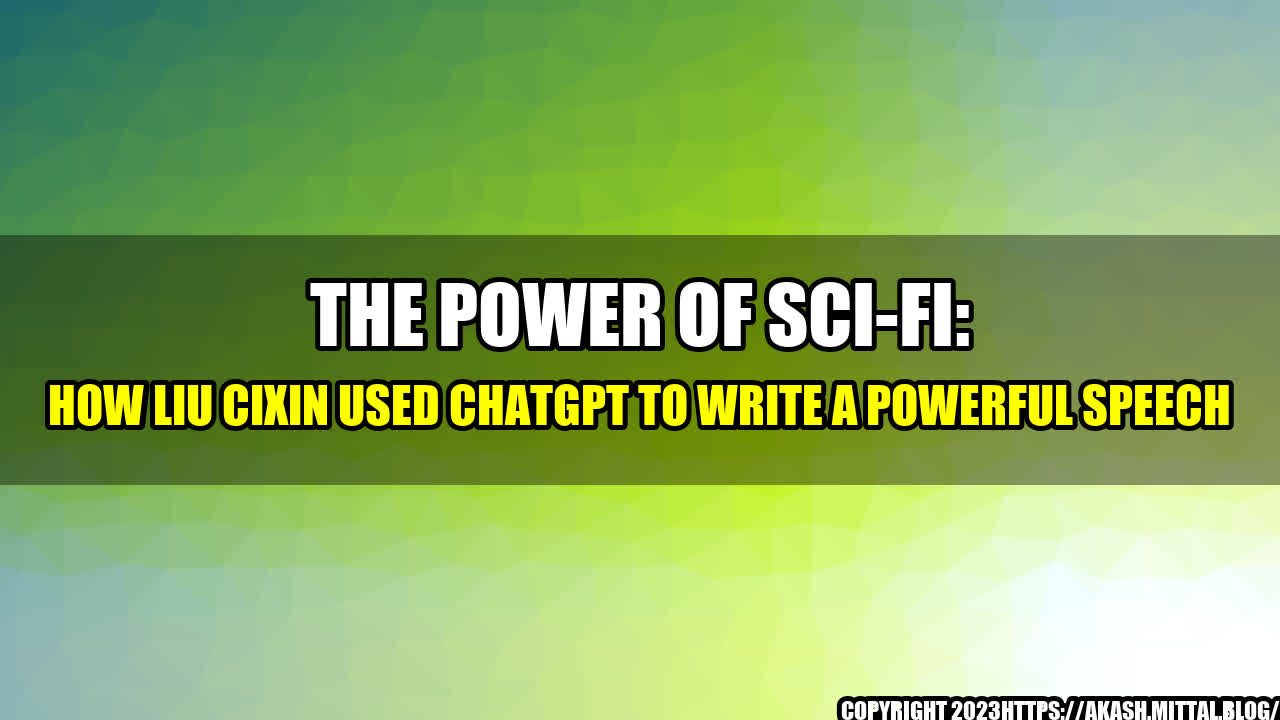 THE POWER OF SCI-FI:
HOW LIU CIXIN USED CHATGPT TO WRITE A POWERFUL SPEECH
COPYRIGHT 2023HTTPS://AKASH.MITTAL.BLOG/